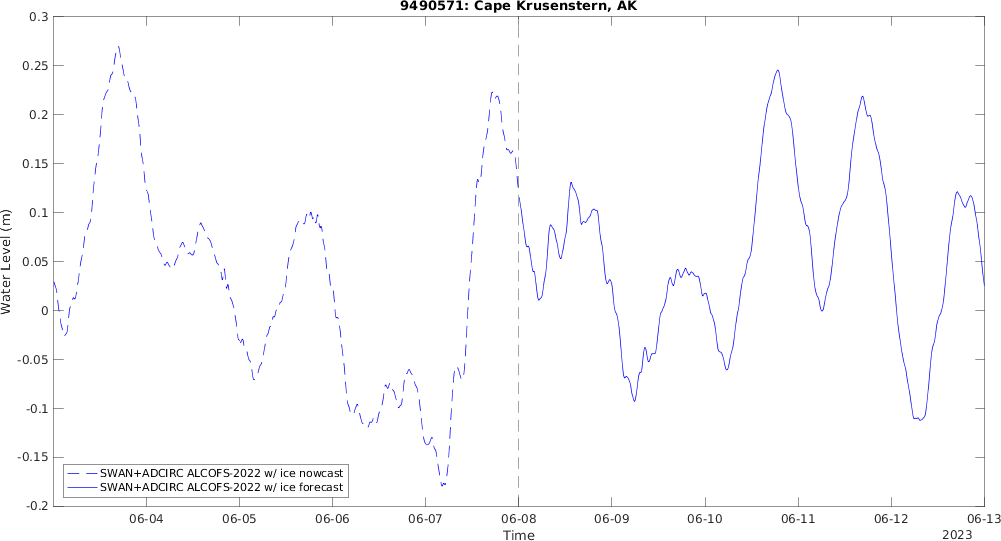 9490571: Cape Krusenstern, AK
0.3
0.25
0.2
0.15
0.1
0.05
0
-0.05
-0.1
-0.15
-0.2
Water Level (m)
SWAN+ADCIRC ALCOFS-2022 w/ ice nowcast
SWAN+ADCIRC ALCOFS-2022 w/ ice forecast
06-04 06-05 06-06 06-07 06-08 06-09 06-10 06-11 06-12 06-13
Time
2023